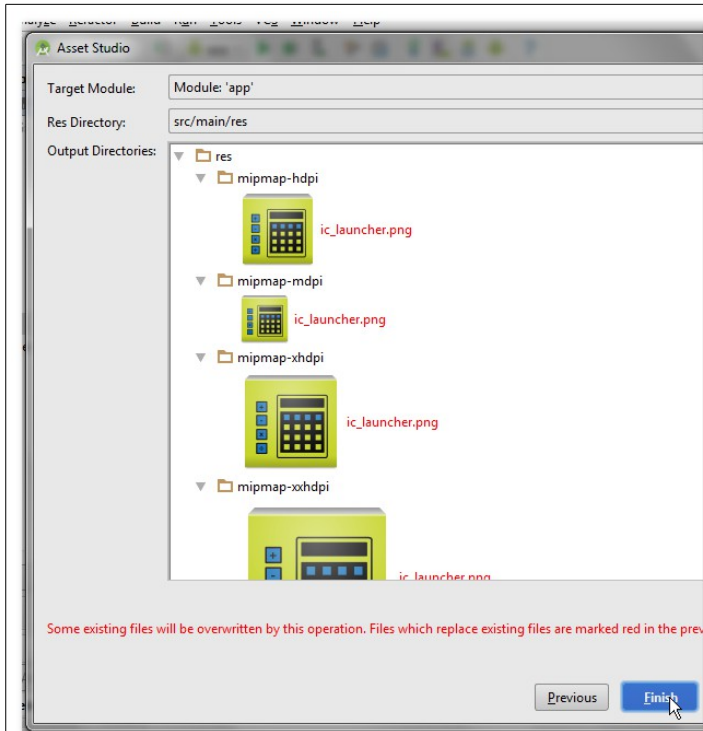 Asset Studio
Target Module: Module: 'app'
Res Directory: src/main/res
Output Directories:
res
mipmap-hdpi
ic_launcher.png
mipmap-mdpi
ic_launcher.png
mipmap-xhdpi
ic_launcher.png
mipmap-xxhdpi
ic_launcher.png
Some existing files will be overwritten by this operation. Files which replace existing files are marked red in the
Previous Finish